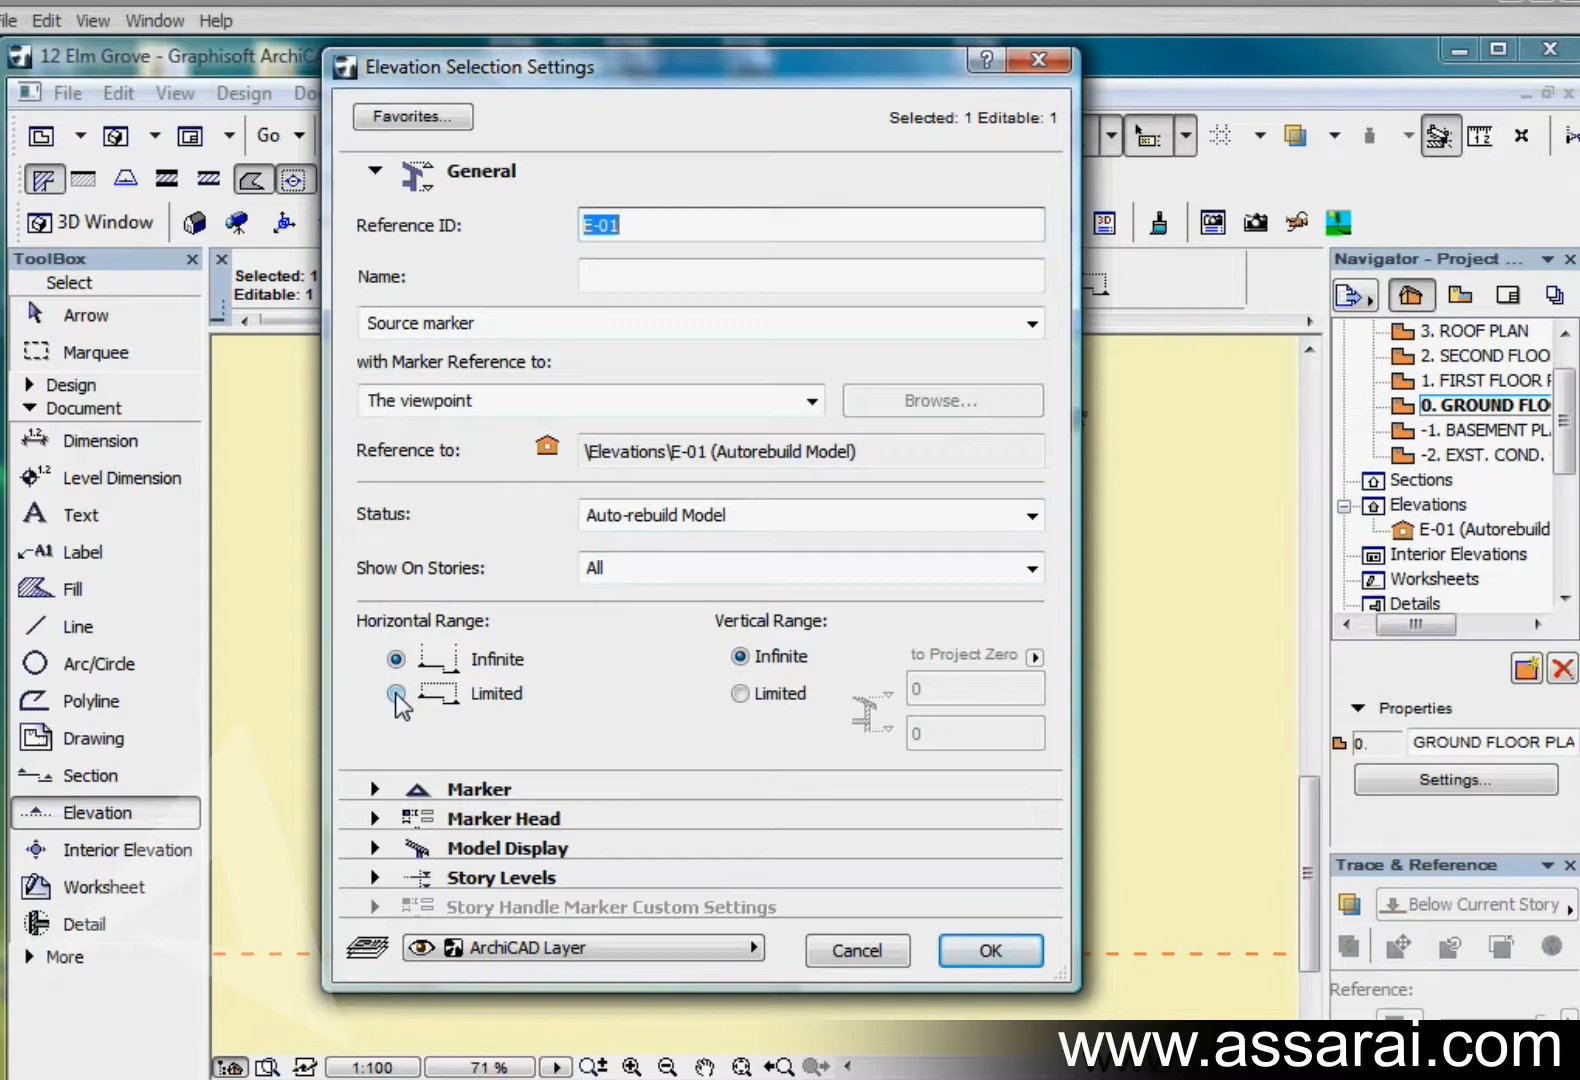 File Edit View Window Help
12 Elm Grove - Graphisoft ArchiC
Elevation Selection Settings
File Edit View Design Do
Favorites...
Selected: 1 Editable: 1
Go
General
3D Window
Reference ID:
E-01
ToolBox
Select
Selected: 1
Editable: 1
Name:
Navigator - Project ...
Arrow
Marquee
Design
Document
Source marker
with Marker Reference to:
The viewpoint
Browse...
3. ROOF PLAN
2. SECOND FLOO
1. FIRST FLOOR P
0. GROUND FLO
-1. BASEMENT PL
-2. EXST. COND.
Dimension
Level Dimension
Text
Label
Fill
Line
Arc/Circle
Polyline
Drawing
Section
Elevation
Interior Elevation
Worksheet
Detail
More
Reference to:
\Elevations\E-01 (Autorebuild Model)
Sections
Elevations
E-01 (Autorebuild
Interior Elevations
Worksheets
Details
Status:
Auto-rebuild Model
Show On Stories:
All
Horizontal Range:
Infinite
Limited
Vertical Range:
Infinite
to Project Zero
Limited
0
0
Properties
0. GROUND FLOOR PLA
Settings...
Marker
Marker Head
Model Display
Story Levels
Story Handle Marker Custom Settings
ArchiCAD Layer
Cancel
OK
Trace & Reference
Below Current Story
Reference:
1:100
71 %
www.assarai.com